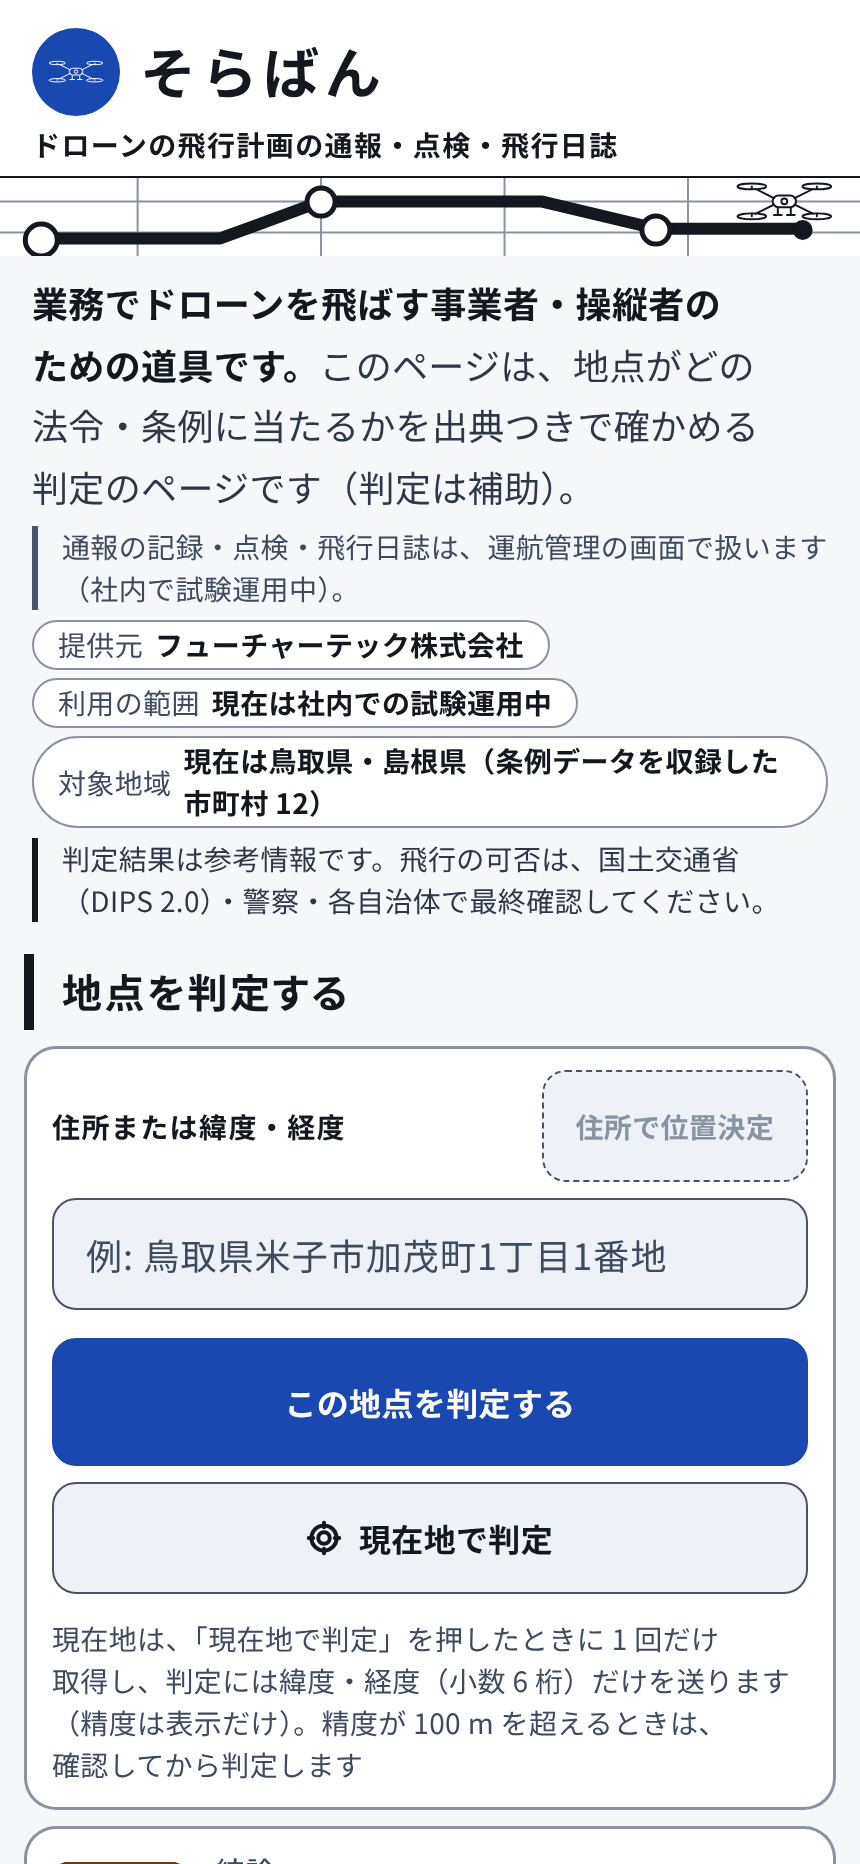 そらばん
ドローンの飛行計画の通報・点検・飛行日誌
業務でドローンを飛ばす事業者・操縦者の
ための道具です。このページは、地点がどの
法令・条例に当たるかを出典つきで確かめる
判定のページです（判定は補助）。
通報の記録・点検・飛行日誌は、運航管理の画面で扱います
（社内で試験運用中）。
提供元 フューチャーテック株式会社
利用の範囲 現在は社内での試験運用中
対象地域 現在は鳥取県・島根県（条例データを収録した
市町村 12）
判定結果は参考情報です。飛行の可否は、国土交通省
（DIPS 2.0）・警察・各自治体で最終確認してください。
地点を判定する
住所または緯度・経度
住所で位置決定
例: 鳥取県米子市加茂町1丁目1番地
この地点を判定する
現在地で判定
現在地は、「現在地で判定」を押したときに 1 回だけ
取得し、判定には緯度・経度（小数 6 桁）だけを送ります
（精度は表示だけ）。精度が 100 m を超えるときは、
確認してから判定します